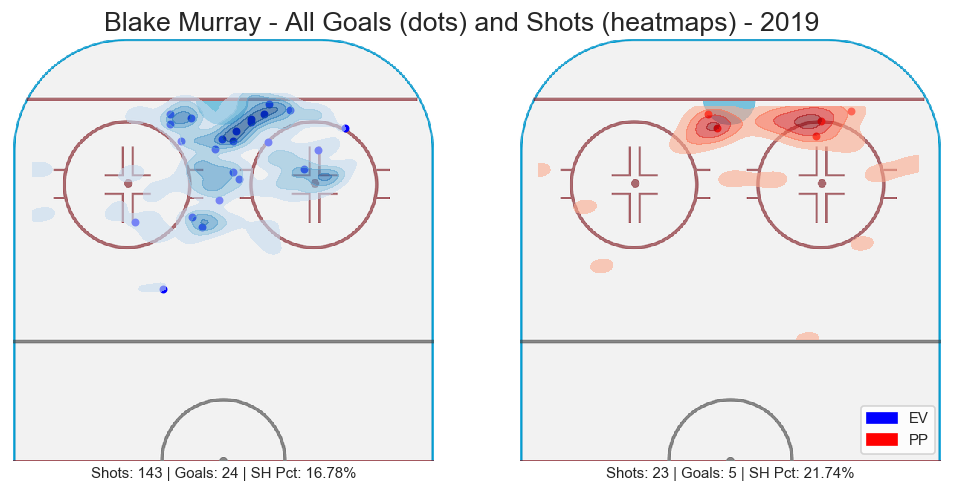 Blake Murray - All Goals (dots) and Shots (heatmaps) - 2019
EV
PP
Shots: 143 | Goals: 24 | SH Pct: 16.78%
Shots: 23 | Goals: 5 | SH Pct: 21.74%